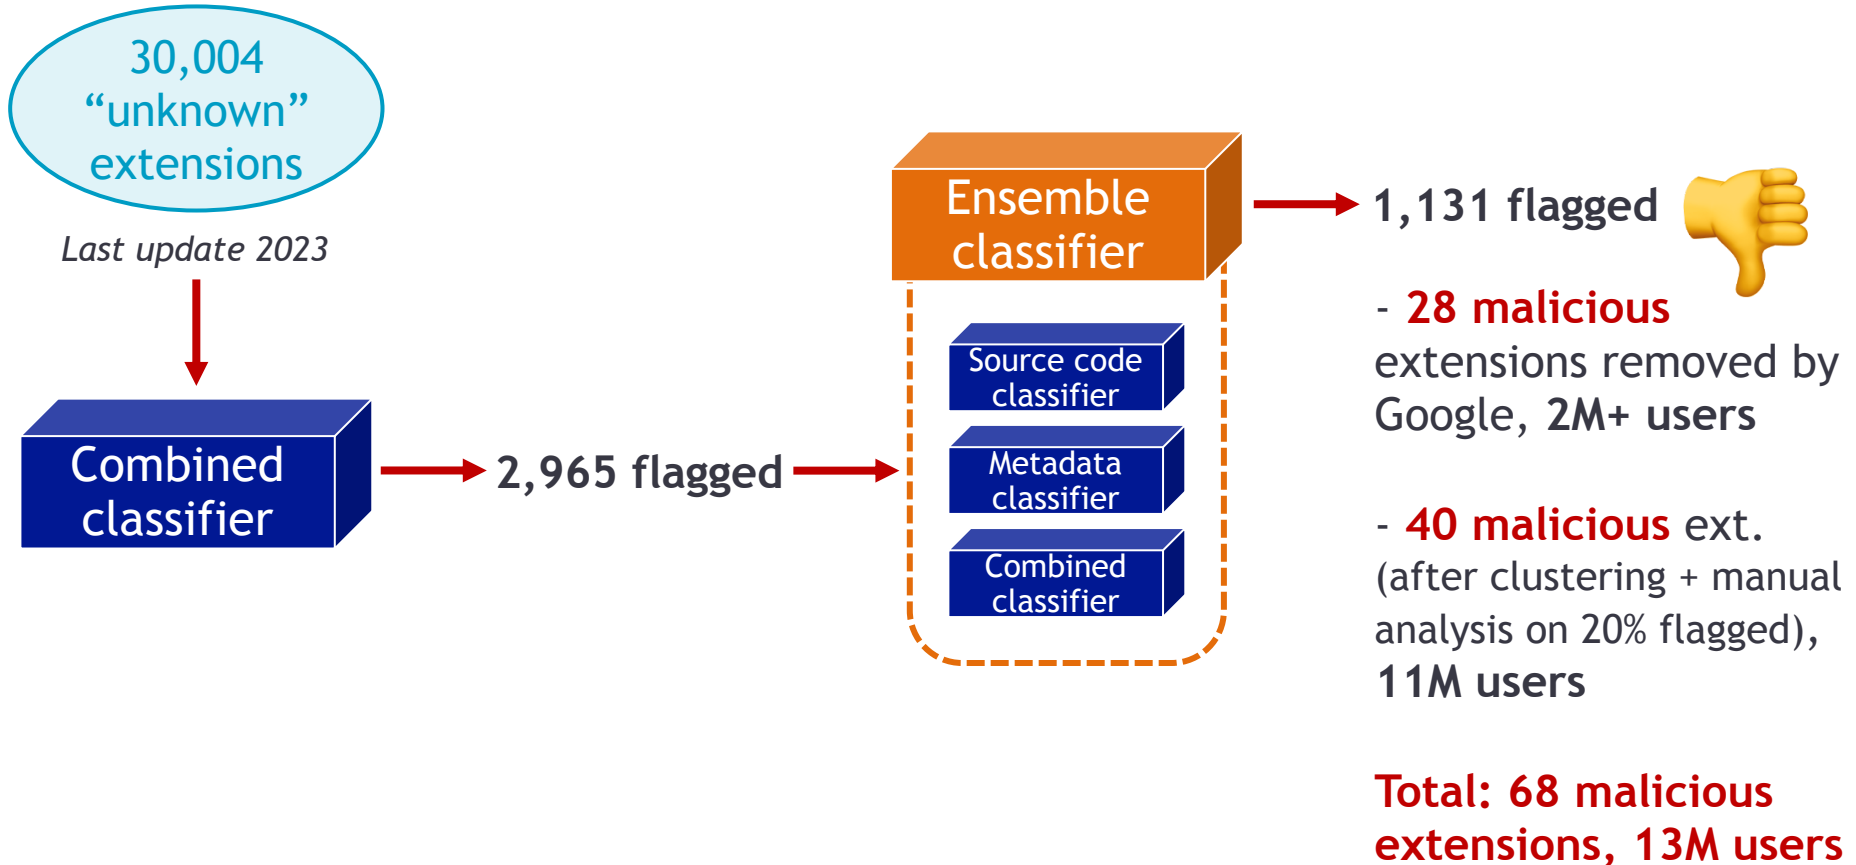 30,004
“unknown”
extensions
Last update 2023
Combined
classifier
2,965 flagged
Ensemble
classifier
Source code
classifier
Metadata
classifier
Combined
classifier
1,131 flagged
- 28 malicious
extensions removed by
Google, 2M+ users
- 40 malicious ext.
(after clustering + manual
analysis on 20% flagged),
11M users
Total: 68 malicious
extensions, 13M users